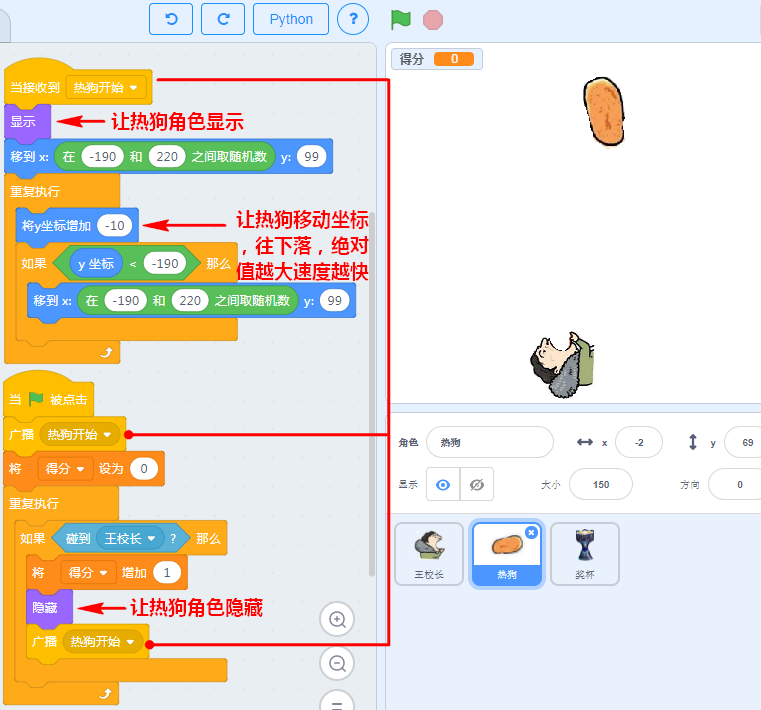 Python
?
得分 0
当接收到 热狗开始
显示
让热狗角色显示
移到 x: 在 -190 和 220 之间取随机数 y: 99
重复执行
将y坐标增加 -10
让热狗移动坐标
，往下落，绝对
值越大速度越快
如果 y 坐标 < -190 那么
移到 x: 在 -190 和 220 之间取随机数 y: 99
当 被点击
广播 热狗开始
将 得分 设为 0
重复执行
如果 碰到 王校长 ? 那么
将 得分 增加 1
隐藏
让热狗角色隐藏
广播 热狗开始
角色 热狗 x -2 y 69
显示 大小 150 方向 0
王校长 热狗 奖杯